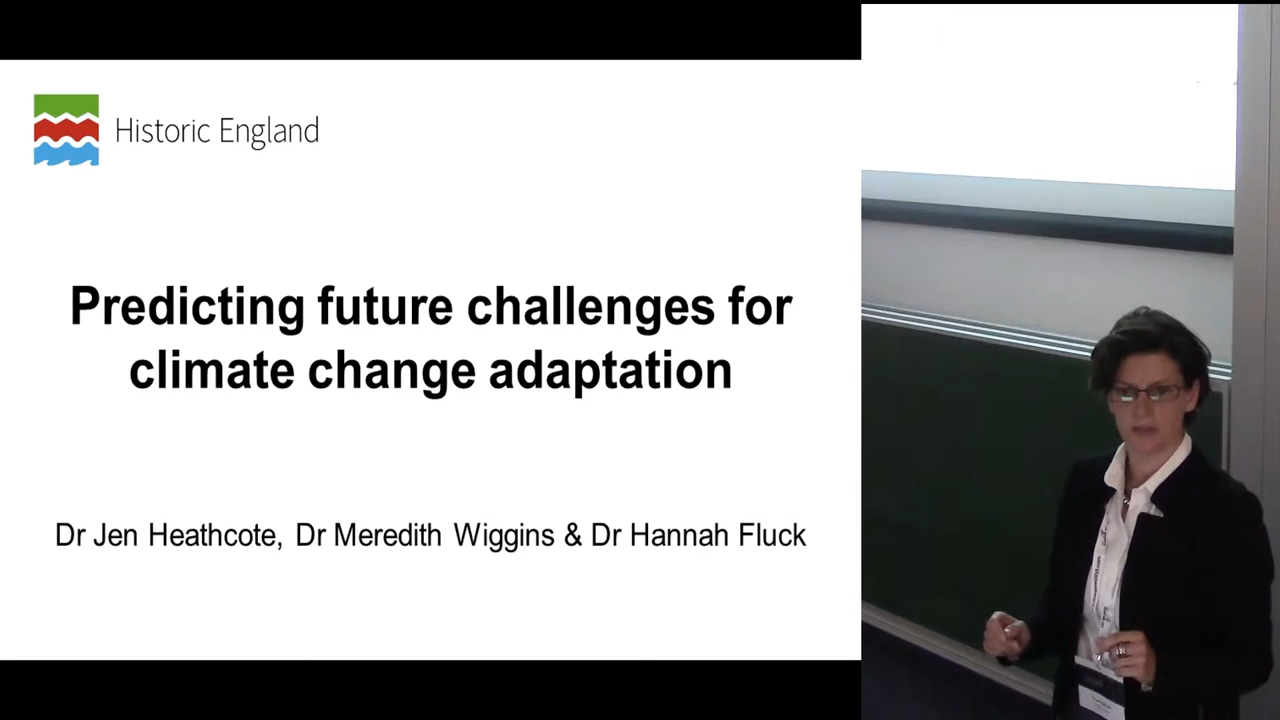 Historic England
Predicting future challenges for
climate change adaptation
Dr Jen Heathcote, Dr Meredith Wiggins & Dr Hannah Fluck